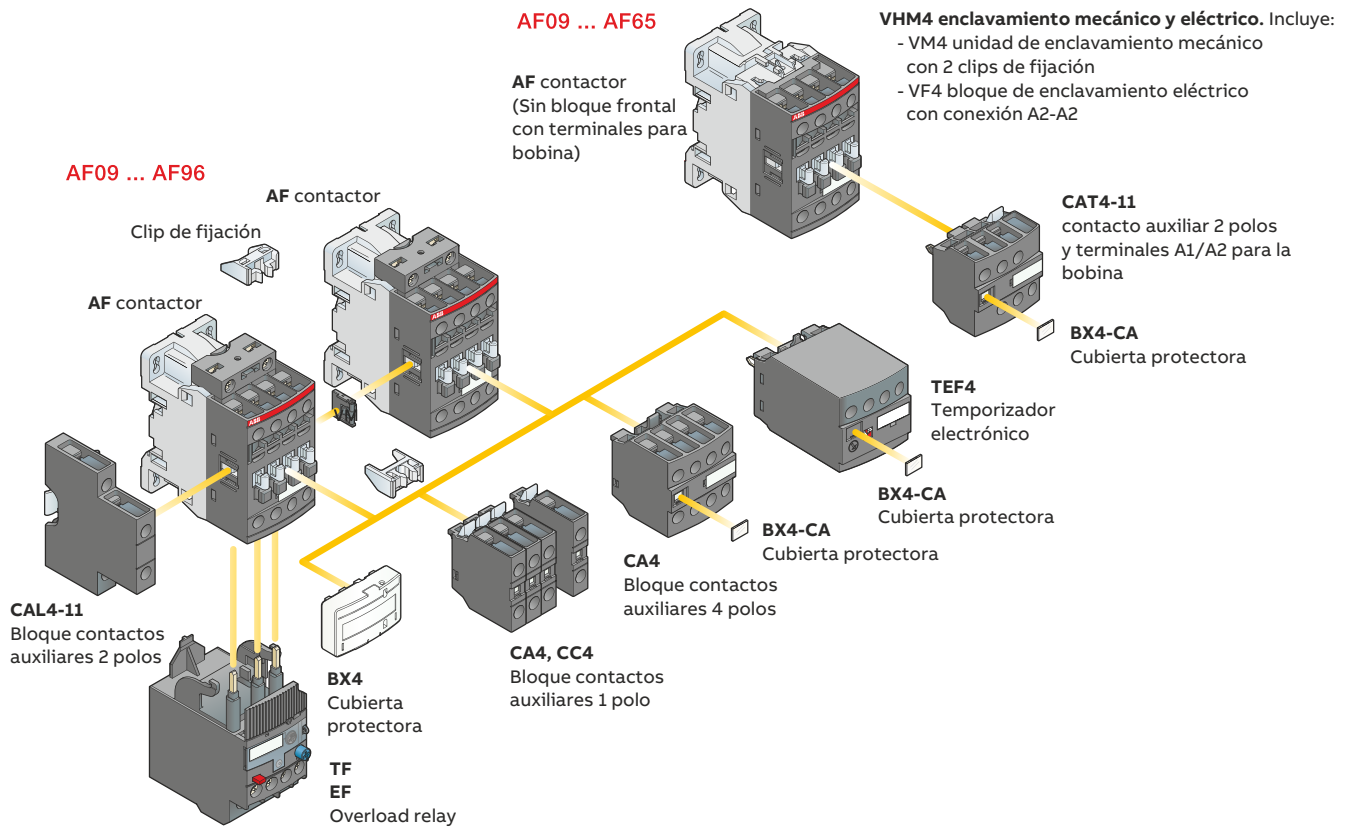 AF09 ... AF65
AF contactor
(Sin bloque frontal
con terminales para
bobina)
VHM4 enclavamiento mecánico y eléctrico. Incluye:
- VM4 unidad de enclavamiento mecánico
con 2 clips de fijación
- VF4 bloque de enclavamiento eléctrico
con conexión A2-A2
ABB
CAT4-11
contacto auxiliar 2 polos
y terminales A1/A2 para la
bobina
BX4-CA
Cubierta protectora
AF09 ... AF96
AF contactor
Clip de fijación
AF contactor
ABB
ABB
TEF4
Temporizador
electrónico
BX4-CA
Cubierta protectora
BX4-CA
Cubierta protectora
CA4
Bloque contactos
auxiliares 4 polos
CA4, CC4
Bloque contactos
auxiliares 1 polo
BX4
Cubierta
protectora
CAL4-11
Bloque contactos
auxiliares 2 polos
TF
EF
Overload relay